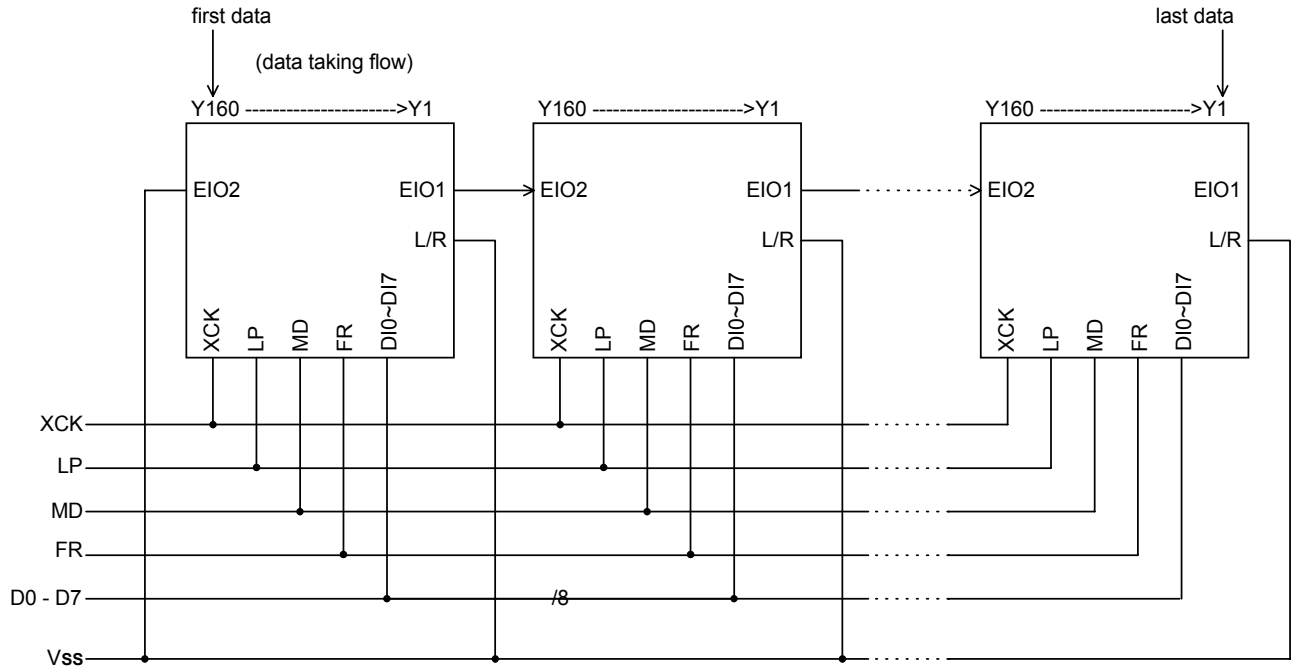 first data
last data
(data taking flow)
Y160 ---------------------->Y1
Y160 ---------------------->Y1
Y160 ---------------------->Y1
EIO2
EIO1
EIO2
EIO1
EIO2
EIO1
L/R
L/R
L/R
XCK
LP
MD
FR
DI0~DI7
XCK
LP
MD
FR
DI0~DI7
XCK
LP
MD
FR
DI0~DI7
XCK
LP
MD
FR
D0 - D7
/8
Vss